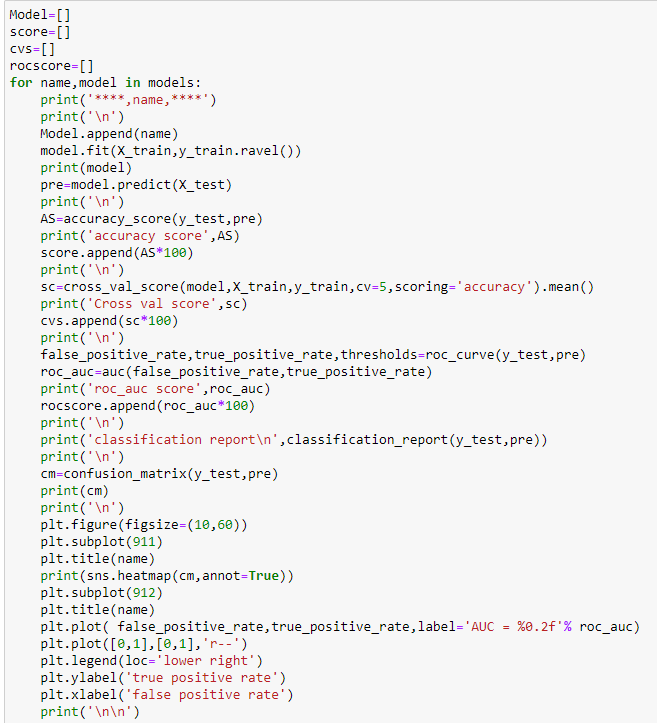 Model=[]
score=[]
cvs=[]
rocscore=[]
for name,model in models:
    print('****,name,****')
    print('\n')
    Model.append(name)
    model.fit(X_train,y_train.ravel())
    print(model)
    pre=model.predict(X_test)
    print('\n')
    AS=accuracy_score(y_test,pre)
    print('accuracy score',AS)
    score.append(AS*100)
    print('\n')
    sc=cross_val_score(model,X_train,y_train,cv=5,scoring='accuracy').mean()
    print('Cross val score',sc)
    cvs.append(sc*100)
    print('\n')
    false_positive_rate,true_positive_rate,thresholds=roc_curve(y_test,pre)
    roc_auc=auc(false_positive_rate,true_positive_rate)
    print('roc_auc score',roc_auc)
    rocscore.append(roc_auc*100)
    print('\n')
    print('classification report\n',classification_report(y_test,pre))
    print('\n')
    cm=confusion_matrix(y_test,pre)
    print(cm)
    print('\n')
    plt.figure(figsize=(10,60))
    plt.subplot(911)
    plt.title(name)
    print(sns.heatmap(cm,annot=True))
    plt.subplot(912)
    plt.title(name)
    plt.plot( false_positive_rate,true_positive_rate,label='AUC = %0.2f'% roc_auc)
    plt.plot([0,1],[0,1],'r--')
    plt.legend(loc='lower right')
    plt.ylabel('true positive rate')
    plt.xlabel('false positive rate')
    print('\n\n')